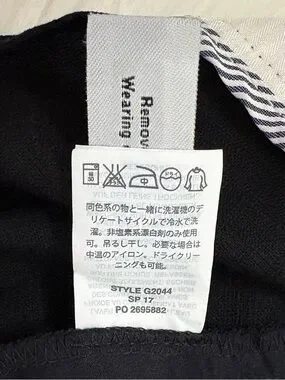 Remov
Wearing
同色系の物と一緒に洗濯機のデ
リケートサイクルで冷水で洗
濯。非塩素系漂白剤のみ使用
可。吊るし干し。必要な場合は
中温のアイロン。ドライクリー
ニングも可能。
STYLE G2044
SP 17
PO 2695882